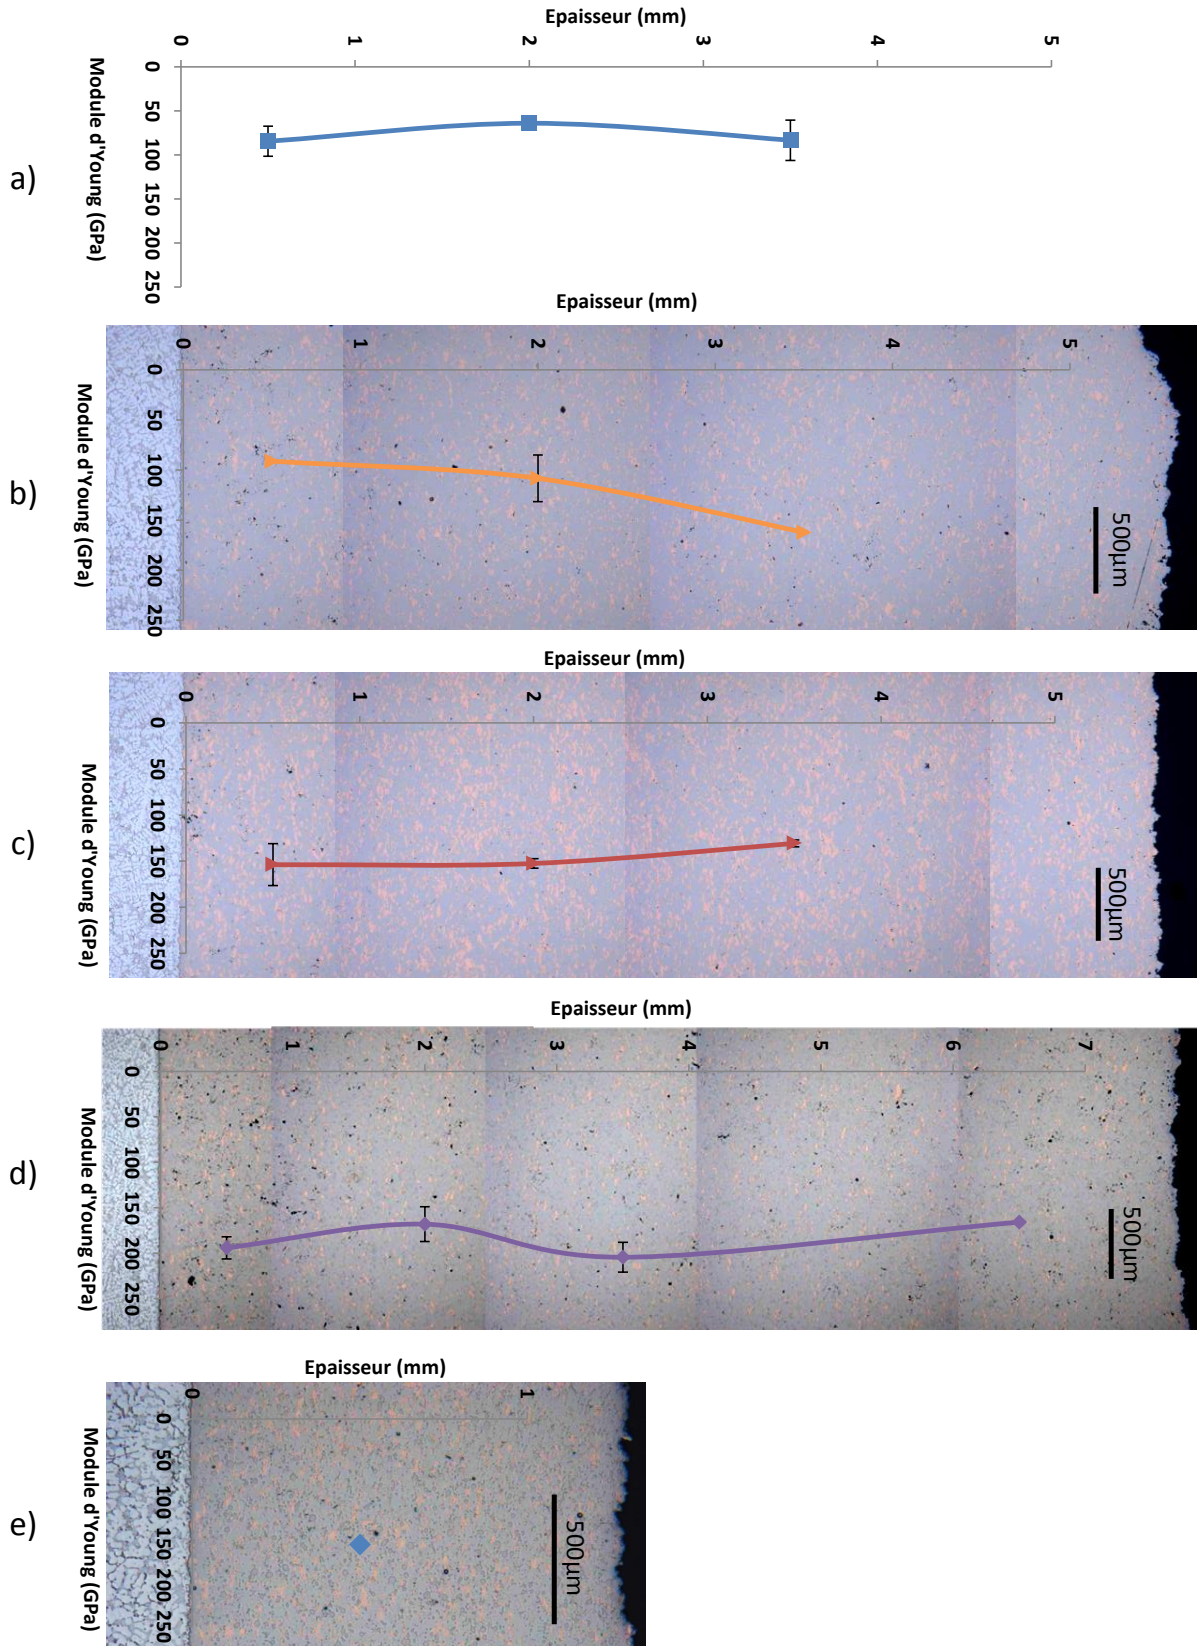 Epaisseur (mm)
0 1 2 3 4 5
0 50 100 150 200 250
Module d'Young (GPa)
a)
Epaisseur (mm)
0 1 2 3 4 5
0 50 100 150 200 250
Module d'Young (GPa)
500µm
b)
Epaisseur (mm)
0 1 2 3 4 5
0 50 100 150 200 250
Module d'Young (GPa)
500µm
c)
Epaisseur (mm)
0 1 2 3 4 5 6 7
0 50 100 150 200 250
Module d'Young (GPa)
500µm
d)
Epaisseur (mm)
0 1
0 50 100 150 200 250
Module d'Young (GPa)
500µm
e)